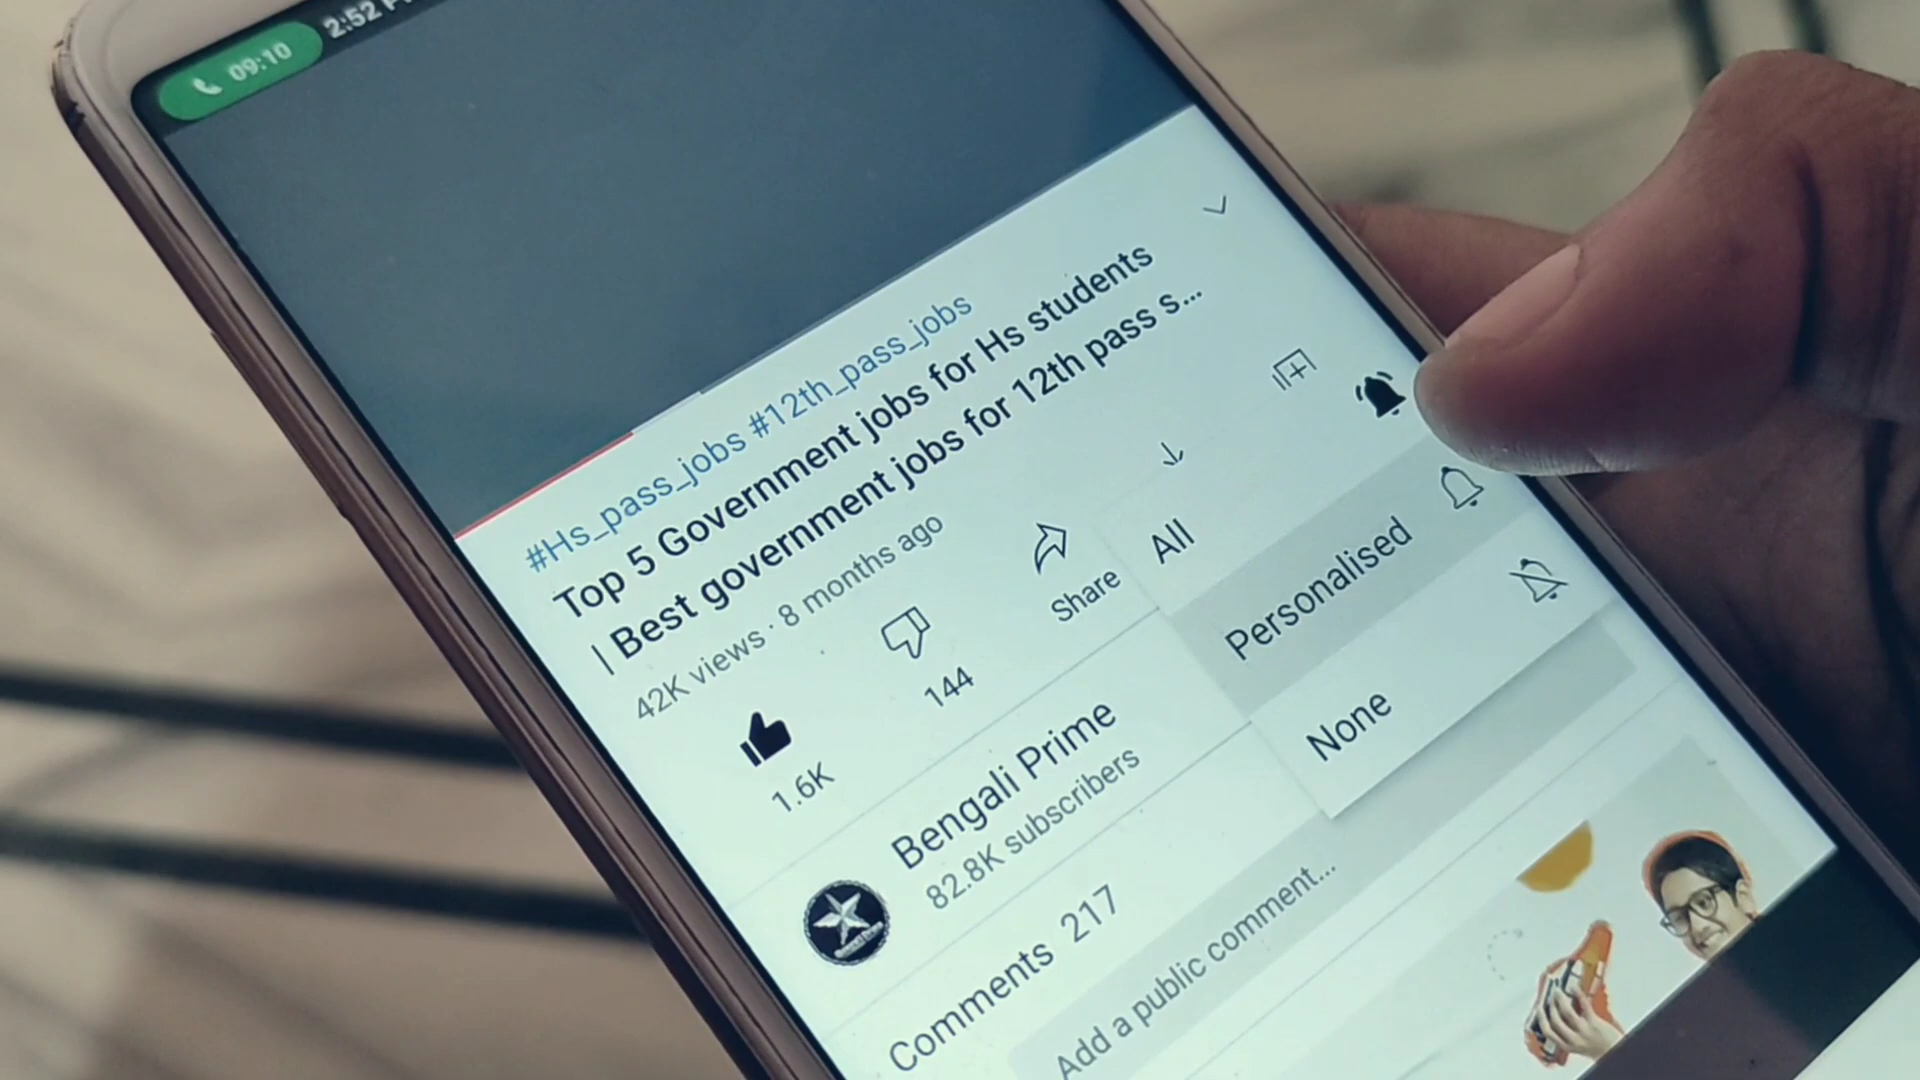 09:10 2:52
#Hs_pass_jobs #12th_pass_jobs
Top 5 Government jobs for Hs students
| Best government jobs for 12th pass s...
42K views · 8 months ago
1.6K
144
Share
All
Personalised
None
Bengali Prime
82.8K subscribers
Comments 217
Add a public comment...